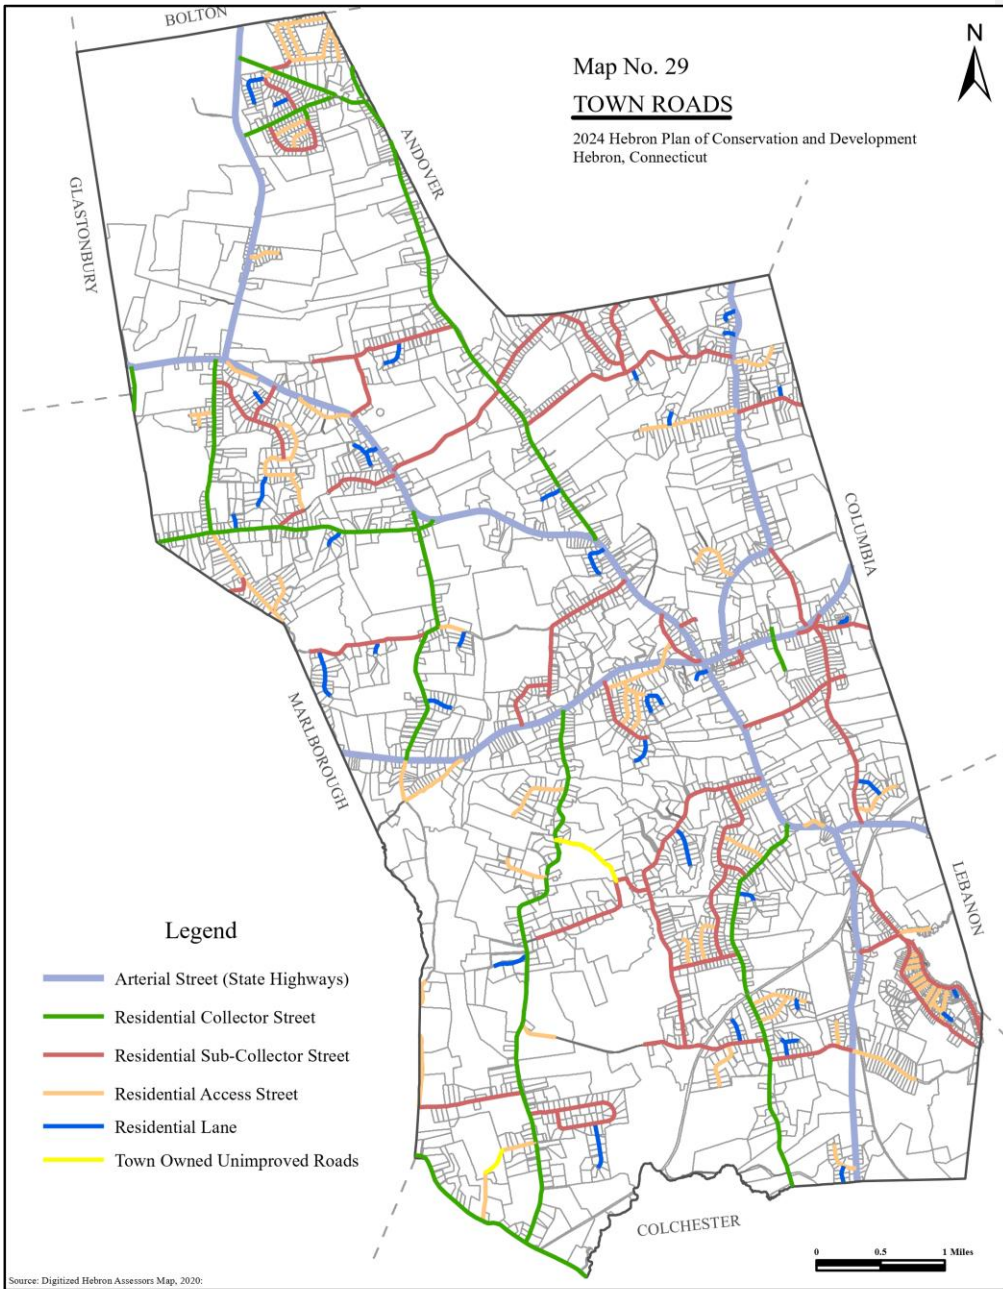 BOLTON
N
Map No. 29
TOWN ROADS
2024 Hebron Plan of Conservation and Development
Hebron, Connecticut
ANDOVER
GLASTONBURY
COLUMBIA
MARLBOROUGH
LEBANON
Legend
Arterial Street (State Highways)
Residential Collector Street
Residential Sub-Collector Street
Residential Access Street
Residential Lane
Town Owned Unimproved Roads
COLCHESTER
0 0.5 1 Miles
Source: Digitized Hebron Assessors Map, 2020: